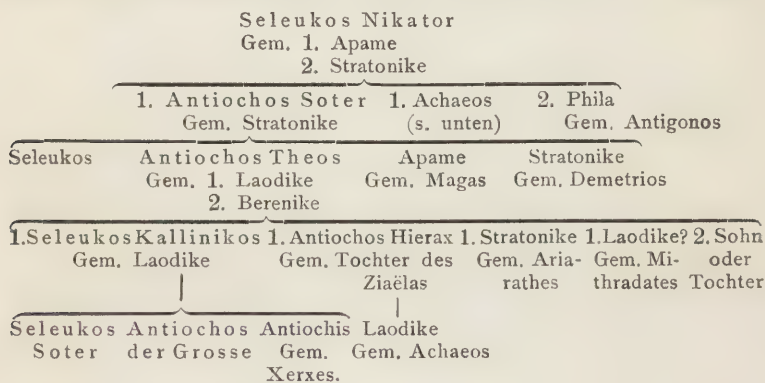 Seleukos Nikator
Gem. 1. Apame
2. Stratonike
1. Antiochos Soter 1. Achaeos 2. Phila
Gem. Stratonike (s. unten) Gem. Antigonos
Seleukos Antiochos Theos Apame Stratonike
Gem. 1. Laodike Gem. Magas Gem. Demetrios
2. Berenike
1. Seleukos Kallinikos 1. Antiochos Hierax 1. Stratonike 1. Laodike? 2. Sohn
Gem. Laodike Gem. Tochter des Gem. Aria- Gem. Mi- oder
Ziaëlas rathes thradates Tochter
Seleukos Antiochos Antiochis Laodike
Soter der Grosse Gem. Gem. Achaeos
Xerxes.